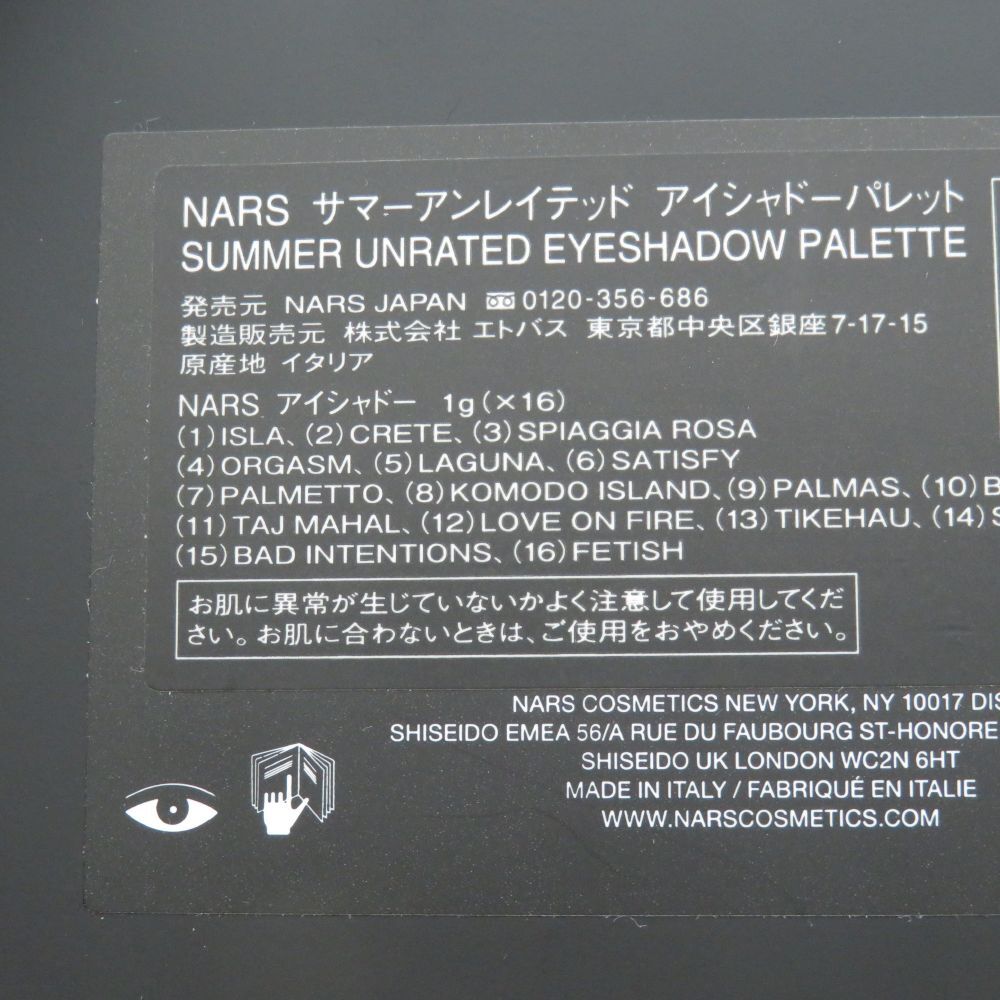 NARS サマーアンレイテッド アイシャドーパレット
SUMMER UNRATED EYESHADOW PALETTE
発売元 NARS JAPAN 0120-356-686
製造販売元 株式会社 エトバス 東京都中央区銀座7-17-15
原産地 イタリア
NARS アイシャドー 1g(×16)
(1)ISLA、(2)CRETE、(3)SPIAGGIA ROSA
(4)ORGASM、(5)LAGUNA、(6)SATISFY
(7)PALMETTO、(8)KOMODO ISLAND、(9)PALMAS、(10)
(11)TAJ MAHAL、(12)LOVE ON FIRE、(13)TIKEHAU、(14)
(15)BAD INTENTIONS、(16)FETISH
お肌に異常が生じていないかよく注意して使用してくだ
さい。お肌に合わないときは、ご使用をおやめください。
NARS COSMETICS NEW YORK, NY 10017
SHISEIDO EMEA 56/A RUE DU FAUBOURG ST-HONORE
SHISEIDO UK LONDON WC2N 6HT
MADE IN ITALY / FABRIQUÉ EN ITALIE
WWW.NARSCOSMETICS.COM